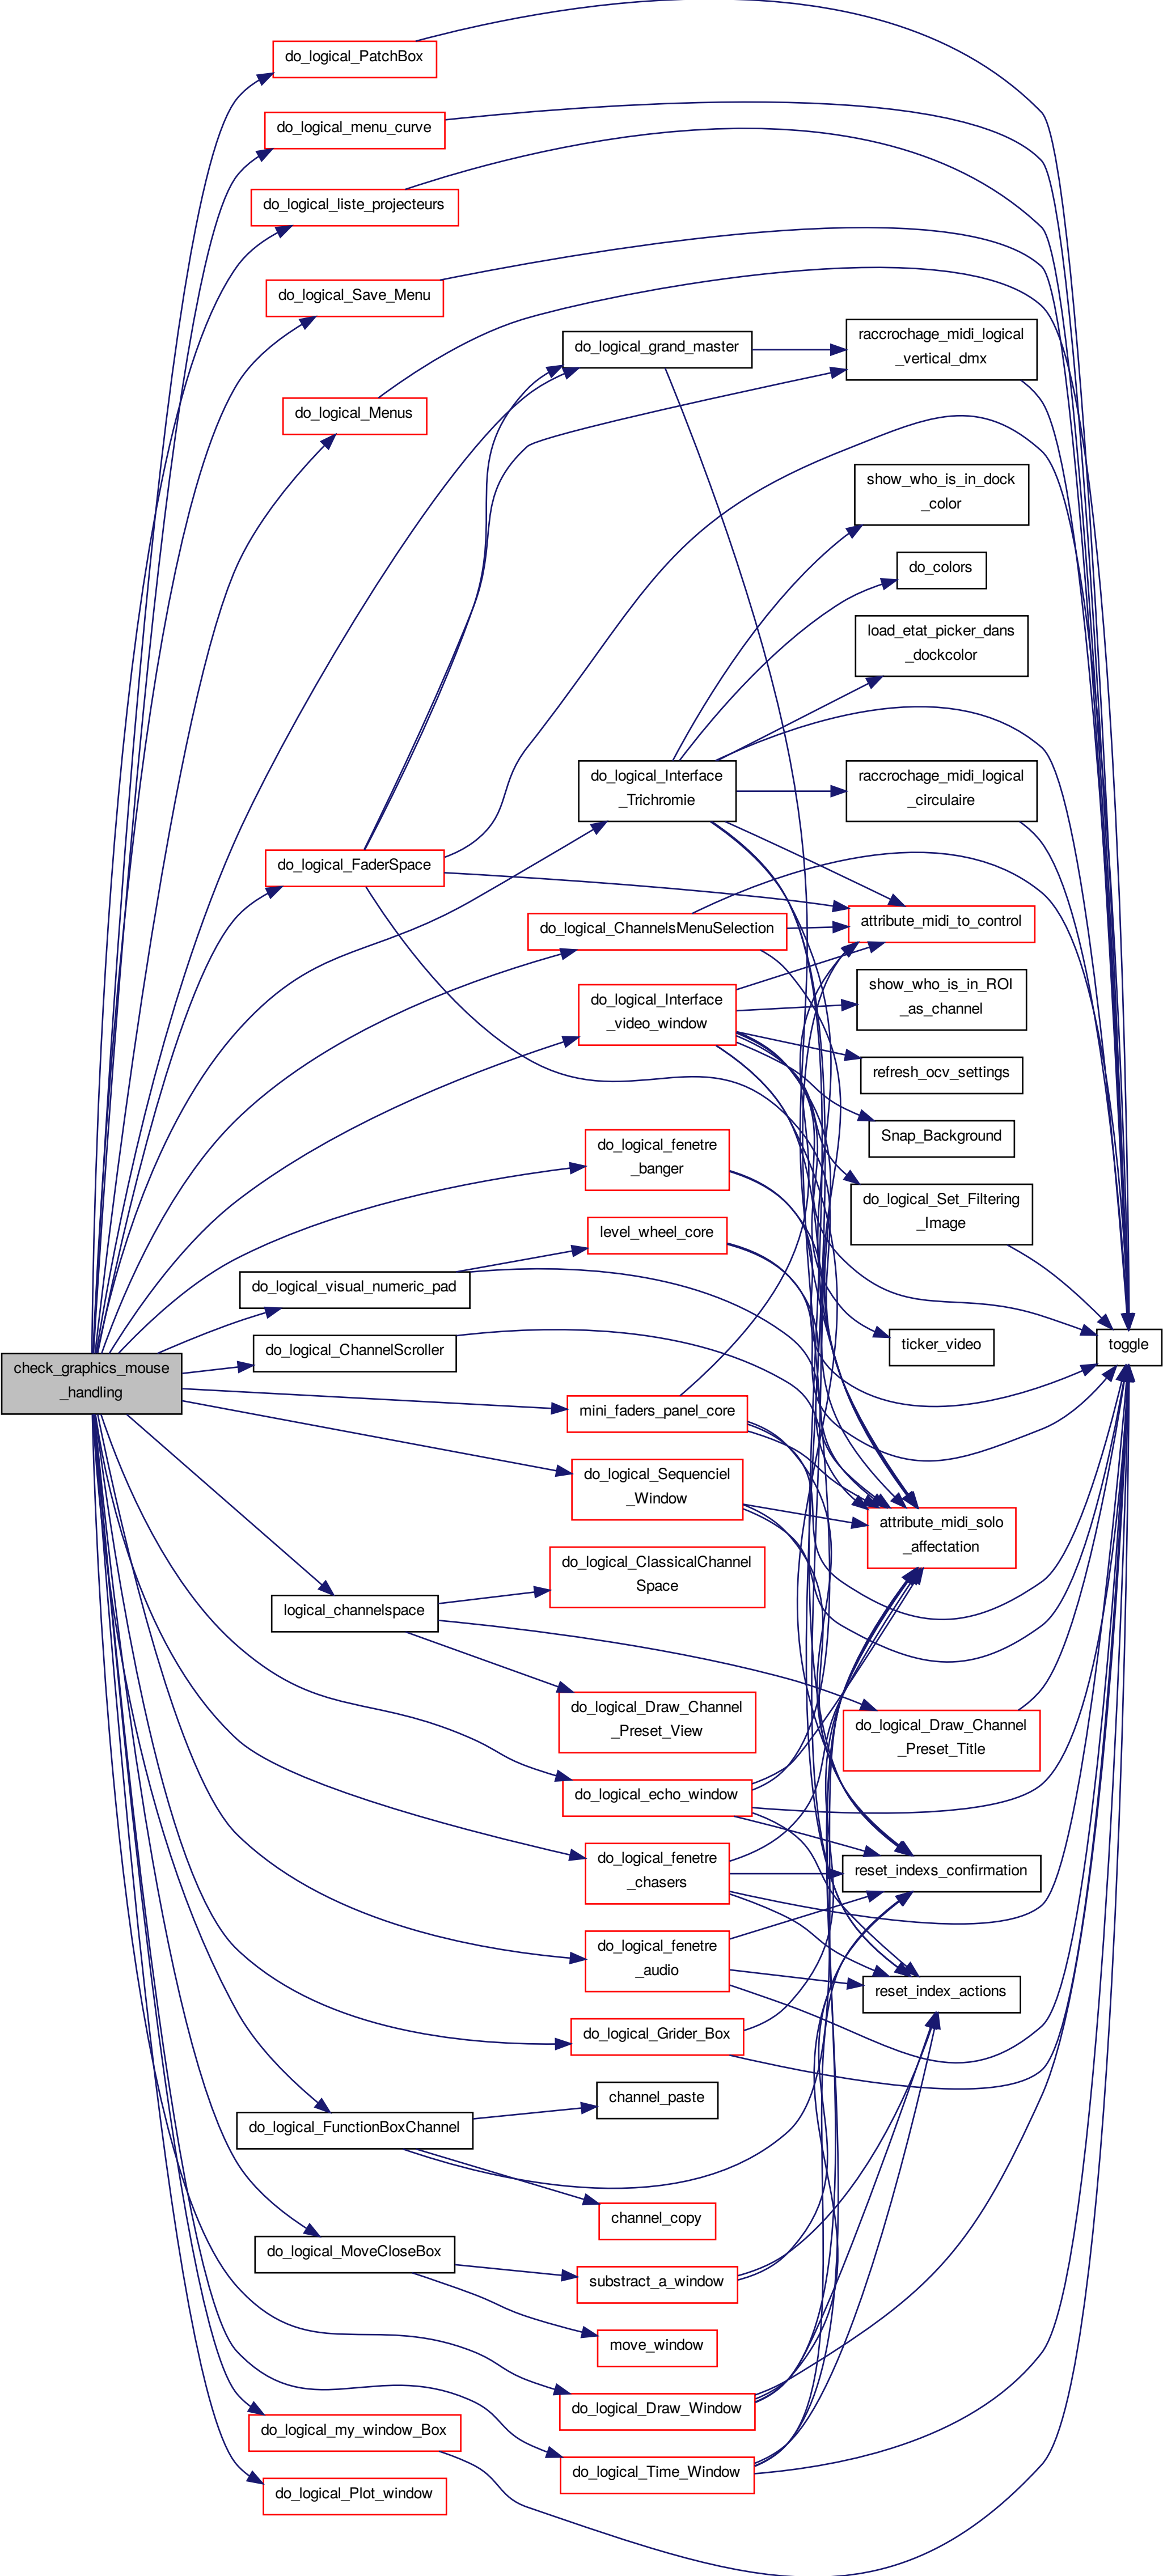 do_logical_PatchBox
do_logical_menu_curve
do_logical_liste_projecteurs
do_logical_Save_Menu
do_logical_grand_master
raccrochage_midi_logical
_vertical_dmx
do_logical_Menus
show_who_is_in_dock
_color
do_colors
load_etat_picker_dans
_dockcolor
do_logical_Interface
_Trichromie
raccrochage_midi_logical
_circulaire
do_logical_FaderSpace
do_logical_ChannelsMenuSelection
attribute_midi_to_control
do_logical_Interface
_video_window
show_who_is_in_ROI
_as_channel
refresh_ocv_settings
Snap_Background
do_logical_fenetre
_banger
do_logical_Set_Filtering
_Image
level_wheel_core
do_logical_visual_numeric_pad
do_logical_ChannelScroller
ticker_video
toggle
check_graphics_mouse
_handling
mini_faders_panel_core
do_logical_Sequenciel
_Window
attribute_midi_solo
_affectation
do_logical_ClassicalChannel
Space
logical_channelspace
do_logical_Draw_Channel
_Preset_View
do_logical_Draw_Channel
_Preset_Title
do_logical_echo_window
do_logical_fenetre
_chasers
reset_indexs_confirmation
do_logical_fenetre
_audio
reset_index_actions
do_logical_Grider_Box
channel_paste
do_logical_FunctionBoxChannel
channel_copy
do_logical_MoveCloseBox
substract_a_window
move_window
do_logical_Draw_Window
do_logical_my_window_Box
do_logical_Time_Window
do_logical_Plot_window